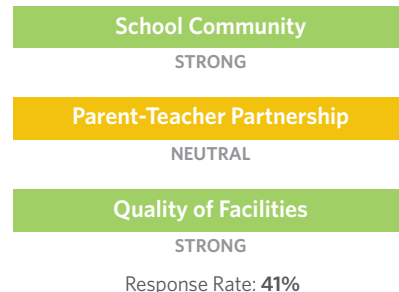 School Community
STRONG
Parent-Teacher Partnership
NEUTRAL
Quality of Facilities
STRONG
Response Rate: 41%